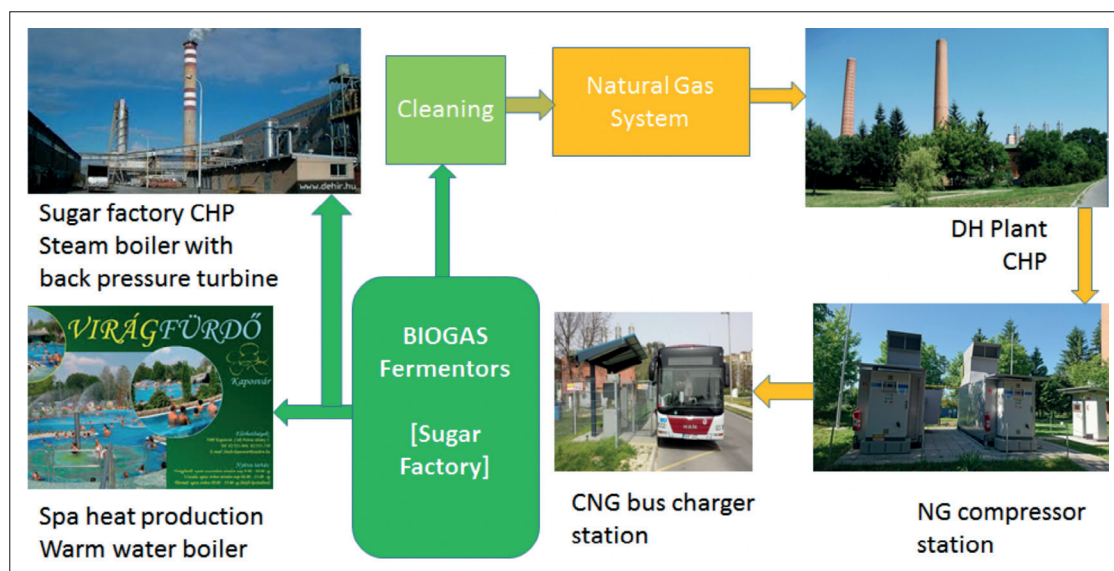 www.dehir.hu
Sugar factory CHP
Steam boiler with
back pressure turbine
Cleaning
Natural Gas
System
DH Plant
CHP
VIRÁGFÜRDŐ
Kaposvár
BIOGAS
Fermentors
[Sugar
Factory]
MAN
Spa heat production
Warm water boiler
CNG bus charger
station
NG compressor
station